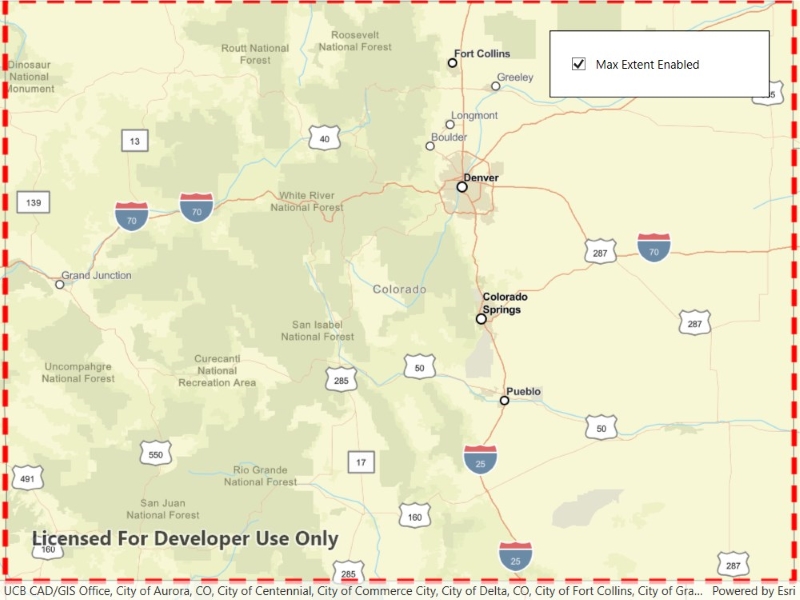 Roosevelt
National Forest
Routt National
Forest
Fort Collins
Max Extent Enabled
Dinosaur
National
Monument
Greeley
Longmont
13
40
Boulder
Denver
White River
National Forest
139
70
70
287
70
Grand Junction
Colorado
Colorado
Springs
287
San Isabel
National Forest
Uncompahgre
National Forest
Curecanti
National
Recreation Area
285
50
Pueblo
50
550
17
25
491
Rio Grande
National Forest
San Juan
National Forest
160
Licensed For Developer Use Only
160
25
285
287
UCB CAD/GIS Office, City of Aurora, CO, City of Centennial, City of Commerce City, City of Delta, CO, City of Fort Collins, City of Gra... Powered by Esri